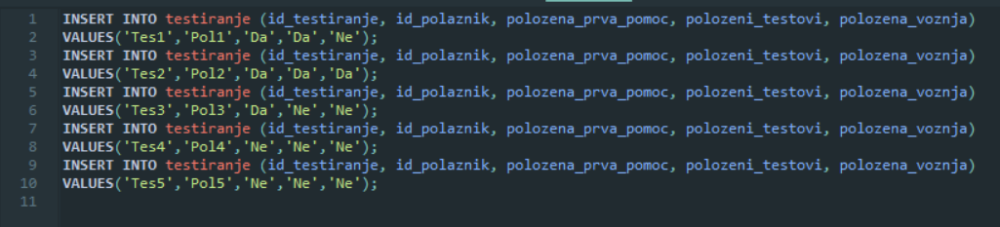 1 INSERT INTO testiranje (id_testiranje, id_polaznik, polozena_prva_pomoc, polozeni_testovi, polozena_voznja)
2 VALUES('Tes1','Pol1','Da','Da','Ne');
3 INSERT INTO testiranje (id_testiranje, id_polaznik, polozena_prva_pomoc, polozeni_testovi, polozena_voznja)
4 VALUES('Tes2','Pol2','Da','Da','Da');
5 INSERT INTO testiranje (id_testiranje, id_polaznik, polozena_prva_pomoc, polozeni_testovi, polozena_voznja)
6 VALUES('Tes3','Pol3','Da','Ne','Ne');
7 INSERT INTO testiranje (id_testiranje, id_polaznik, polozena_prva_pomoc, polozeni_testovi, polozena_voznja)
8 VALUES('Tes4','Pol4','Ne','Ne','Ne');
9 INSERT INTO testiranje (id_testiranje, id_polaznik, polozena_prva_pomoc, polozeni_testovi, polozena_voznja)
10 VALUES('Tes5','Pol5','Ne','Ne','Ne');
11